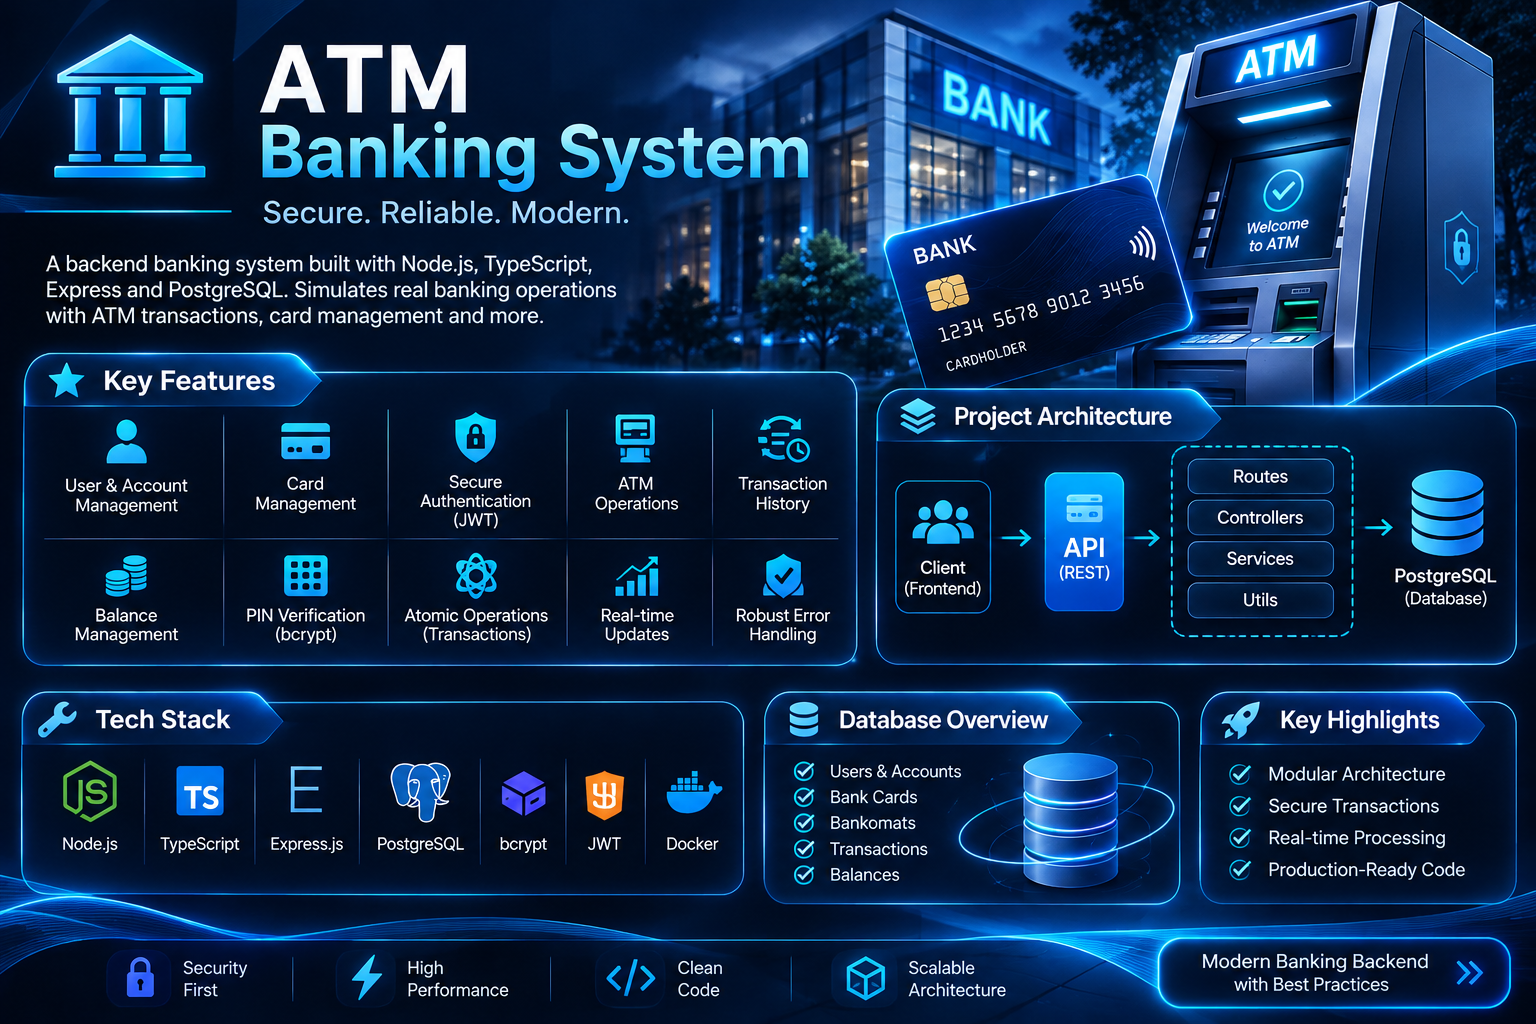 ATM
Banking System
Secure. Reliable. Modern.
A backend banking system built with Node.js, TypeScript,
Express and PostgreSQL. Simulates real banking operations
with ATM transactions, card management and more.
BANK
ATM
Welcome
to ATM
BANK
1234 5678 9012 3456
CARDHOLDER
Key Features
User & Account
Management
Card
Management
Secure
Authentication
(JWT)
ATM
Operations
Transaction
History
Balance
Management
PIN Verification
(bcrypt)
Atomic Operations
(Transactions)
Real-time
Updates
Robust Error
Handling
Project Architecture
Client
(Frontend)
API
(REST)
Routes
Controllers
Services
Utils
PostgreSQL
(Database)
Tech Stack
JS
Node.js
TS
TypeScript
E
Express.js
PostgreSQL
bcrypt
JWT
Docker
Database Overview
Users & Accounts
Bank Cards
Bankomats
Transactions
Balances
Key Highlights
Modular Architecture
Secure Transactions
Real-time Processing
Production-Ready Code
Security
First
High
Performance
</>
Clean
Code
Scalable
Architecture
Modern Banking Backend
with Best Practices